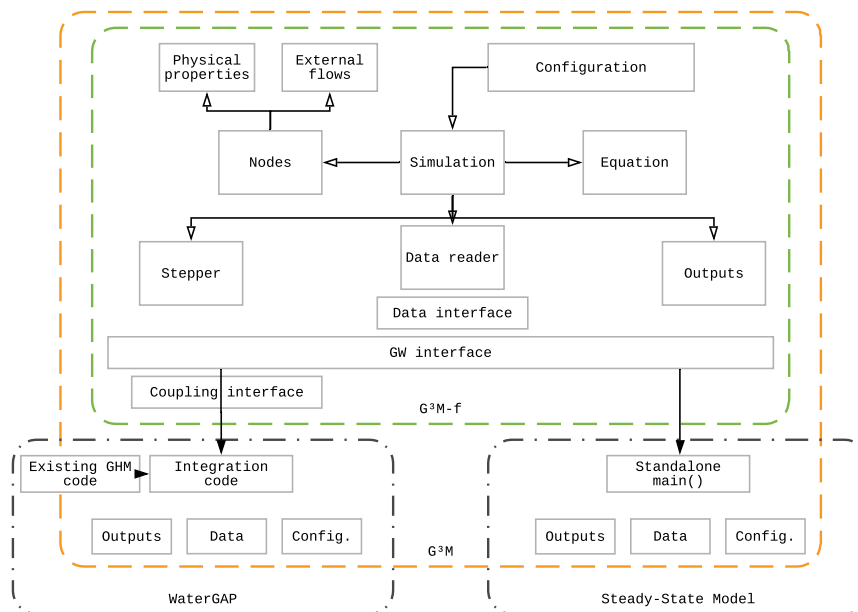 Physical
properties
External
flows
Configuration
Nodes
Simulation
Equation
Stepper
Data reader
Outputs
Data interface
GW interface
Coupling interface
G³M-f
Existing GHM
code
Integration
code
Standalone
main()
Outputs
Data
Config.
G³M
Outputs
Data
Config.
WaterGAP
Steady-State Model